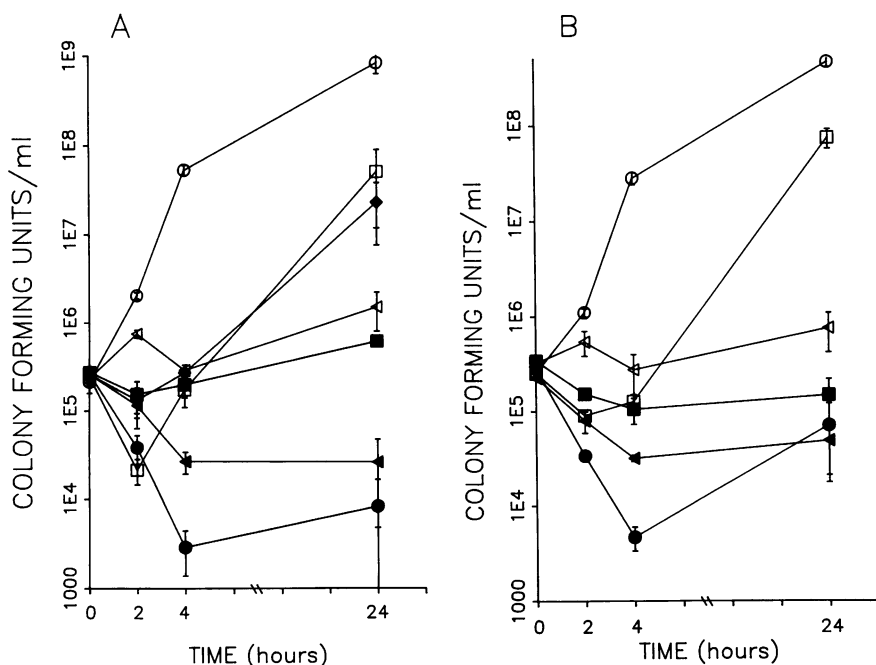 A
COLONY FORMING UNITS/ml
1E9
1E8
1E7
1E6
1E5
1E4
1000
0
2
4
24
TIME (hours)
B
COLONY FORMING UNITS/ml
1E8
1E7
1E6
1E5
1E4
1000
0
2
4
24
TIME (hours)